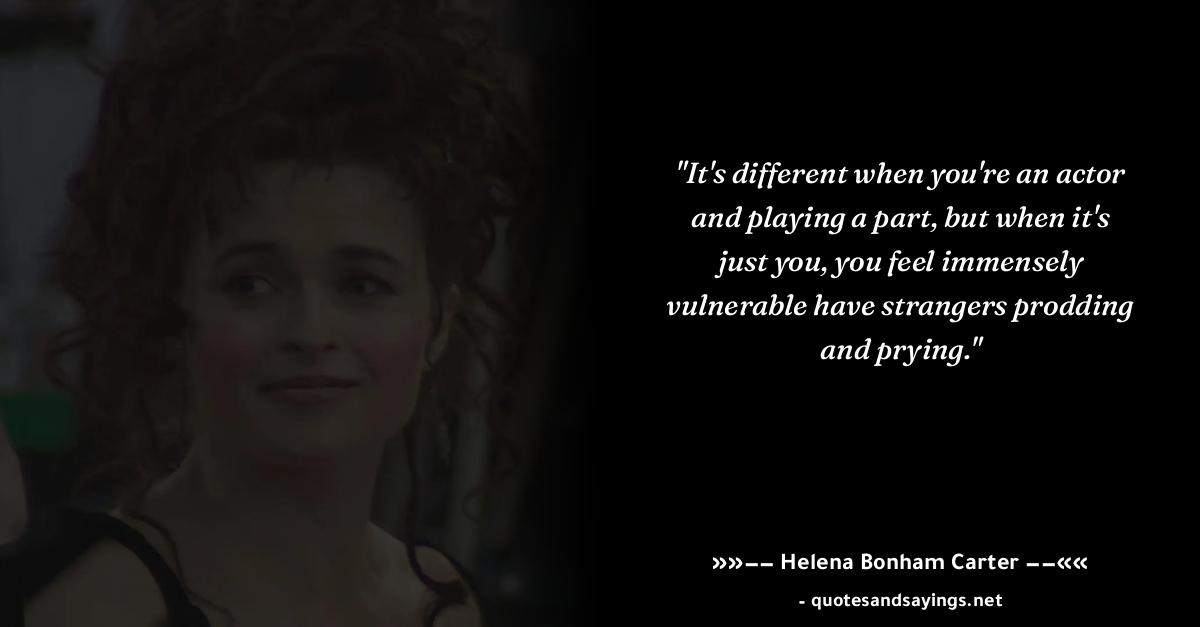 "It's different when you're an actor
and playing a part, but when it's
just you, you feel immensely
vulnerable have strangers prodding
and prying."
»»−− Helena Bonham Carter −−««
- quotesandsayings.net